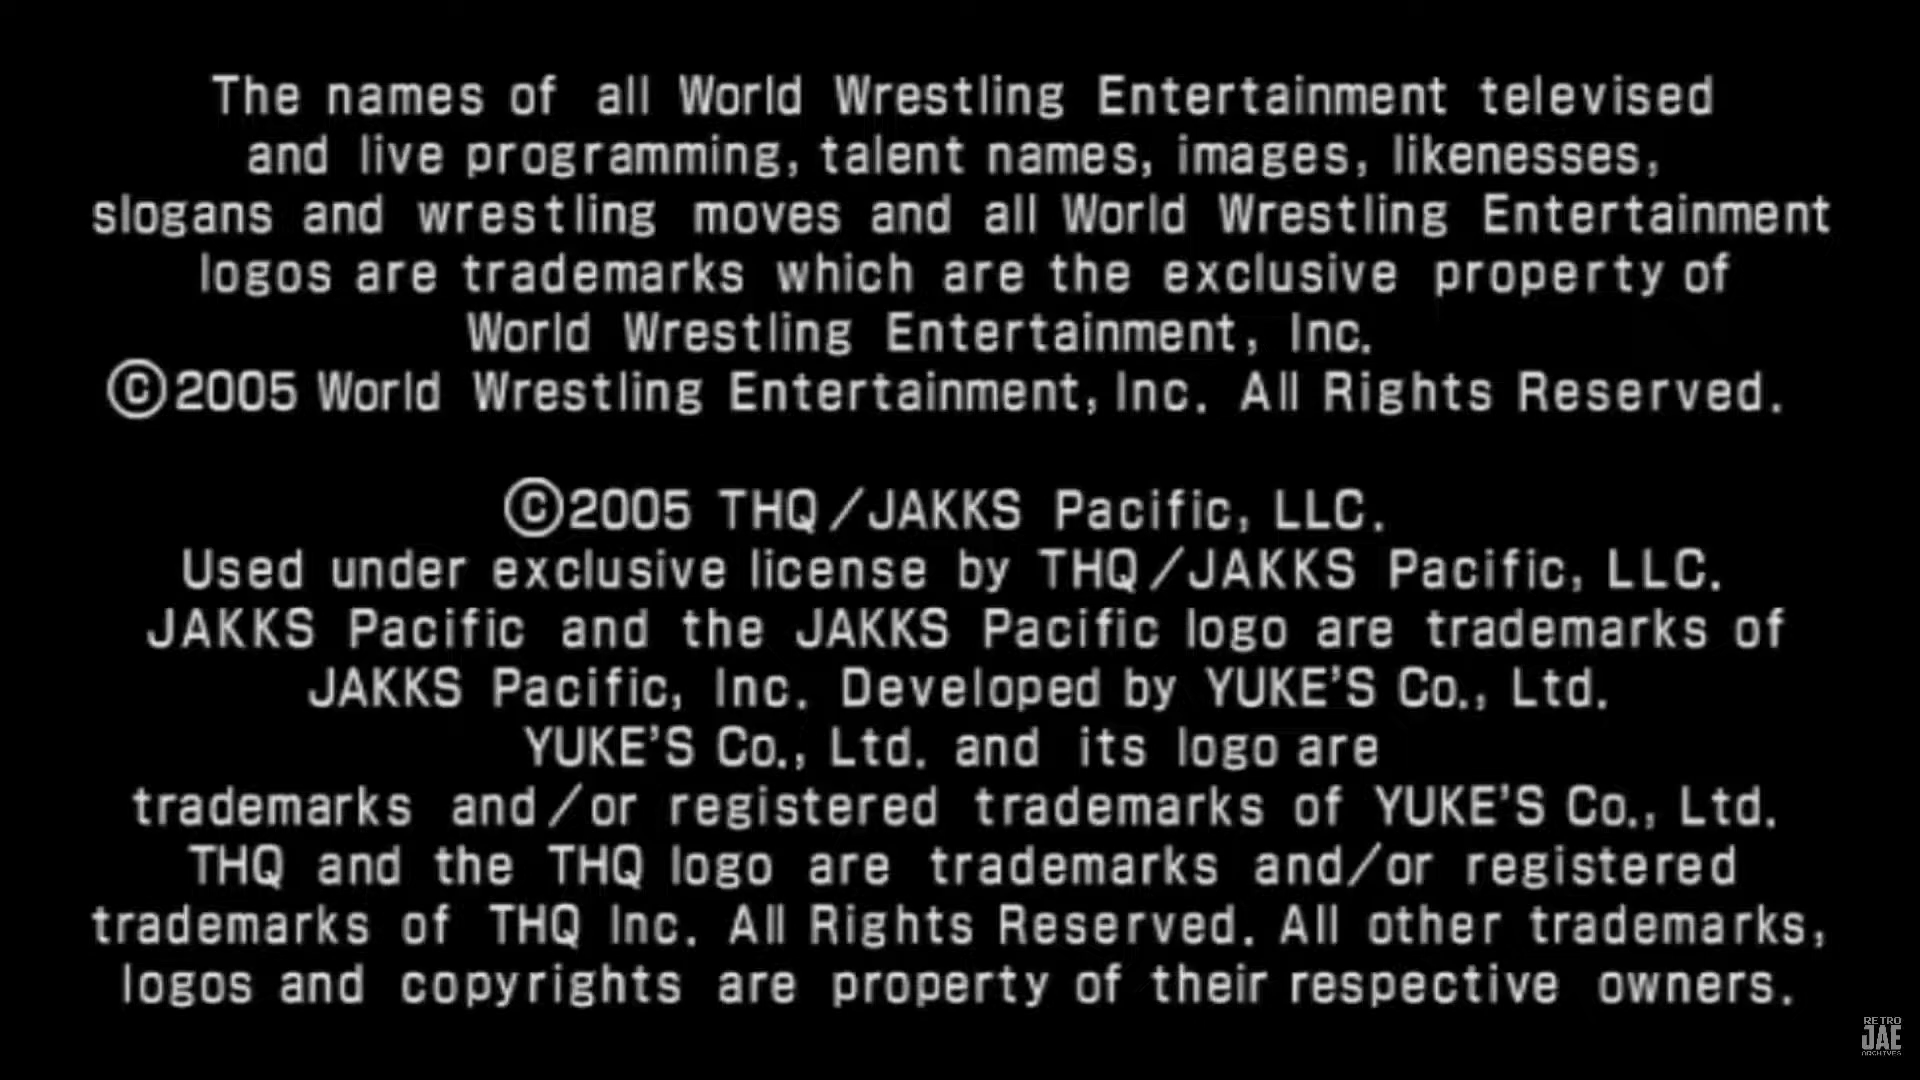 The names of all World Wrestling Entertainment televised
and live programming, talent names, images, likenesses,
slogans and wrestling moves and all World Wrestling Entertainment
logos are trademarks which are the exclusive property of
World Wrestling Entertainment, Inc.
©2005 World Wrestling Entertainment, Inc. All Rights Reserved.
©2005 THQ/JAKKS Pacific, LLC.
Used under exclusive license by THQ/JAKKS Pacific, LLC.
JAKKS Pacific and the JAKKS Pacific logo are trademarks of
JAKKS Pacific, Inc. Developed by YUKE'S Co., Ltd.
YUKE'S Co., Ltd. and its logo are
trademarks and/or registered trademarks of YUKE'S Co., Ltd.
THQ and the THQ logo are trademarks and/or registered
trademarks of THQ Inc. All Rights Reserved. All other trademarks,
logos and copyrights are property of their respective owners.
RETRO
JAE
ARCHIVES